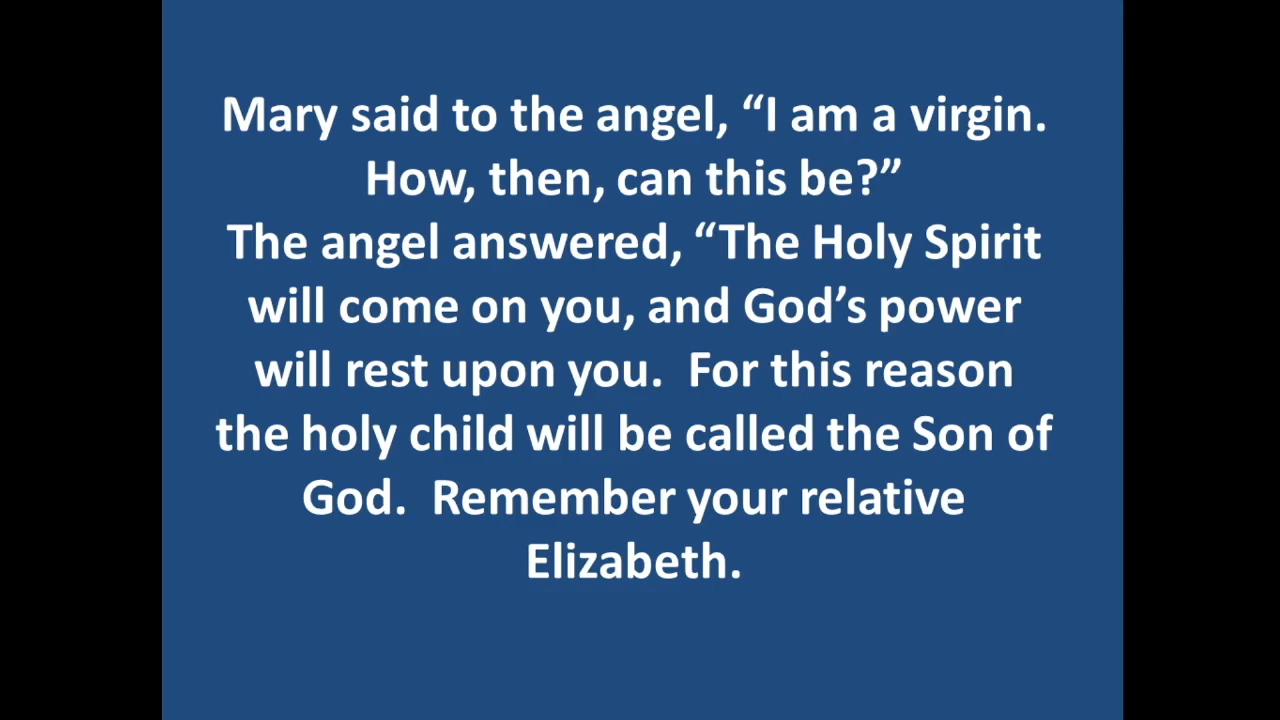 Mary said to the angel, “I am a virgin.
How, then, can this be?”
The angel answered, “The Holy Spirit
will come on you, and God’s power
will rest upon you.  For this reason
the holy child will be called the Son of
God.  Remember your relative
Elizabeth.